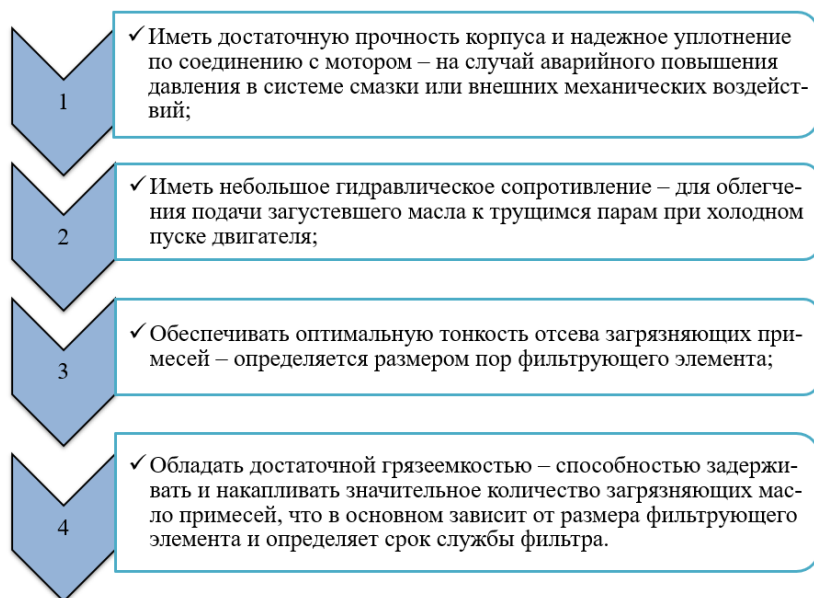 1
✓ Иметь достаточную прочность корпуса и надежное уплотнение
по соединению с мотором – на случай аварийного повышения
давления в системе смазки или внешних механических воздейст-
вий;
2
✓ Иметь небольшое гидравлическое сопротивление – для облегче-
ния подачи загустевшего масла к трущимся парам при холодном
пуске двигателя;
3
✓ Обеспечивать оптимальную тонкость отсева загрязняющих при-
месей – определяется размером пор фильтрующего элемента;
4
✓ Обладать достаточной грязеемкостью – способностью задержи-
вать и накапливать значительное количество загрязняющих мас-
ло примесей, что в основном зависит от размера фильтрующего
элемента и определяет срок службы фильтра.